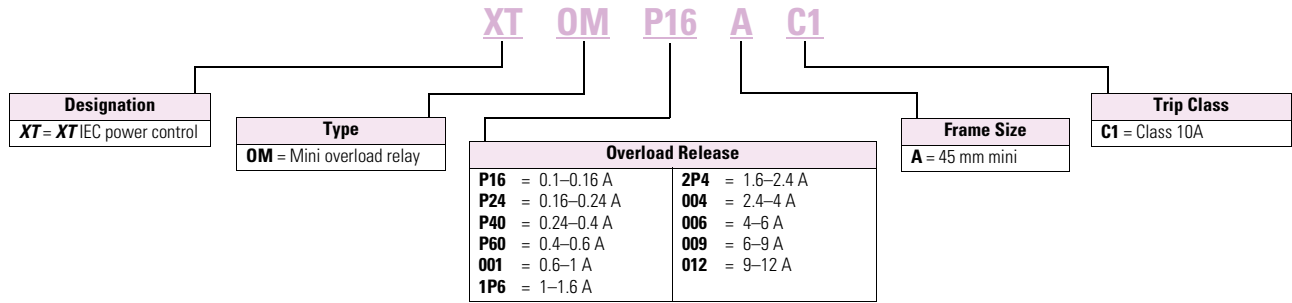 XT OM P16 A C1
Designation
XT = XT IEC power control
Type
OM = Mini overload relay
Overload Release
P16 = 0.1–0.16 A
P24 = 0.16–0.24 A
P40 = 0.24–0.4 A
P60 = 0.4–0.6 A
001 = 0.6–1 A
1P6 = 1–1.6 A
2P4 = 1.6–2.4 A
004 = 2.4–4 A
006 = 4–6 A
009 = 6–9 A
012 = 9–12 A
Frame Size
A = 45 mm mini
Trip Class
C1 = Class 10A